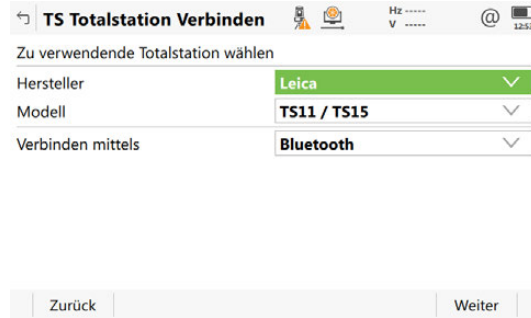 TS Totalstation Verbinden
Hz -----
V -----
@
Zu verwendende Totalstation wählen
Hersteller Leica
Modell TS11 / TS15
Verbinden mittels Bluetooth
Zurück Weiter